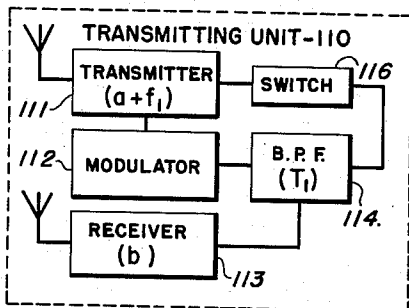 TRANSMITTING UNIT-110
116
TRANSMITTER
(a+f₁)
SWITCH
111
112
MODULATOR
B.P.F.
(T₁)
114.
RECEIVER
(b)
113